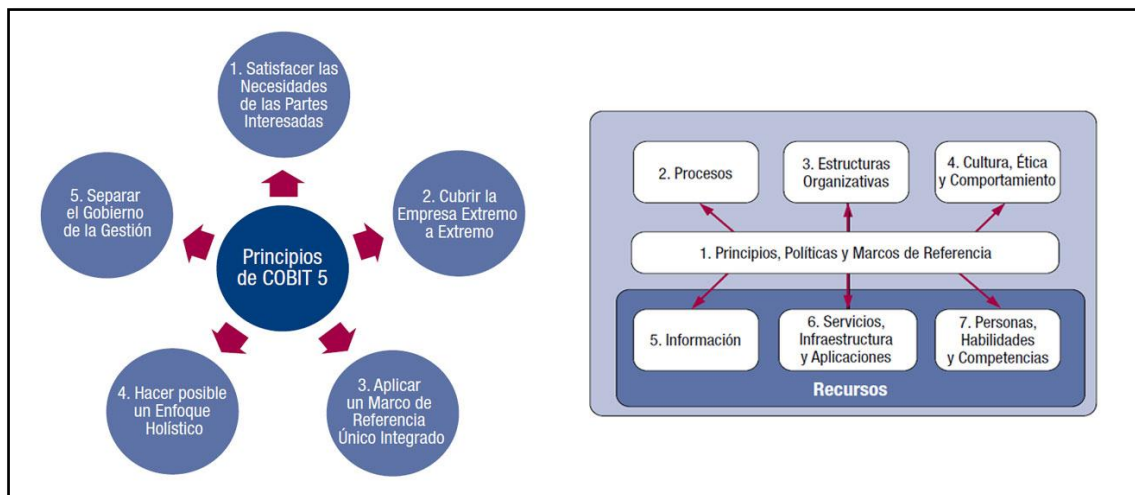 1. Satisfacer las
Necesidades
de las Partes
Interesadas
5. Separar
el Gobierno
de la Gestión
2. Cubrir la
Empresa Extremo
a Extremo
Principios
de COBIT 5
4. Hacer posible
un Enfoque
Holístico
3. Aplicar
un Marco de
Referencia
Único Integrado
2. Procesos
3. Estructuras
Organizativas
4. Cultura, Ética
y Comportamiento
1. Principios, Políticas y Marcos de Referencia
5. Información
6. Servicios,
Infraestructura
y Aplicaciones
7. Personas,
Habilidades
y Competencias
Recursos